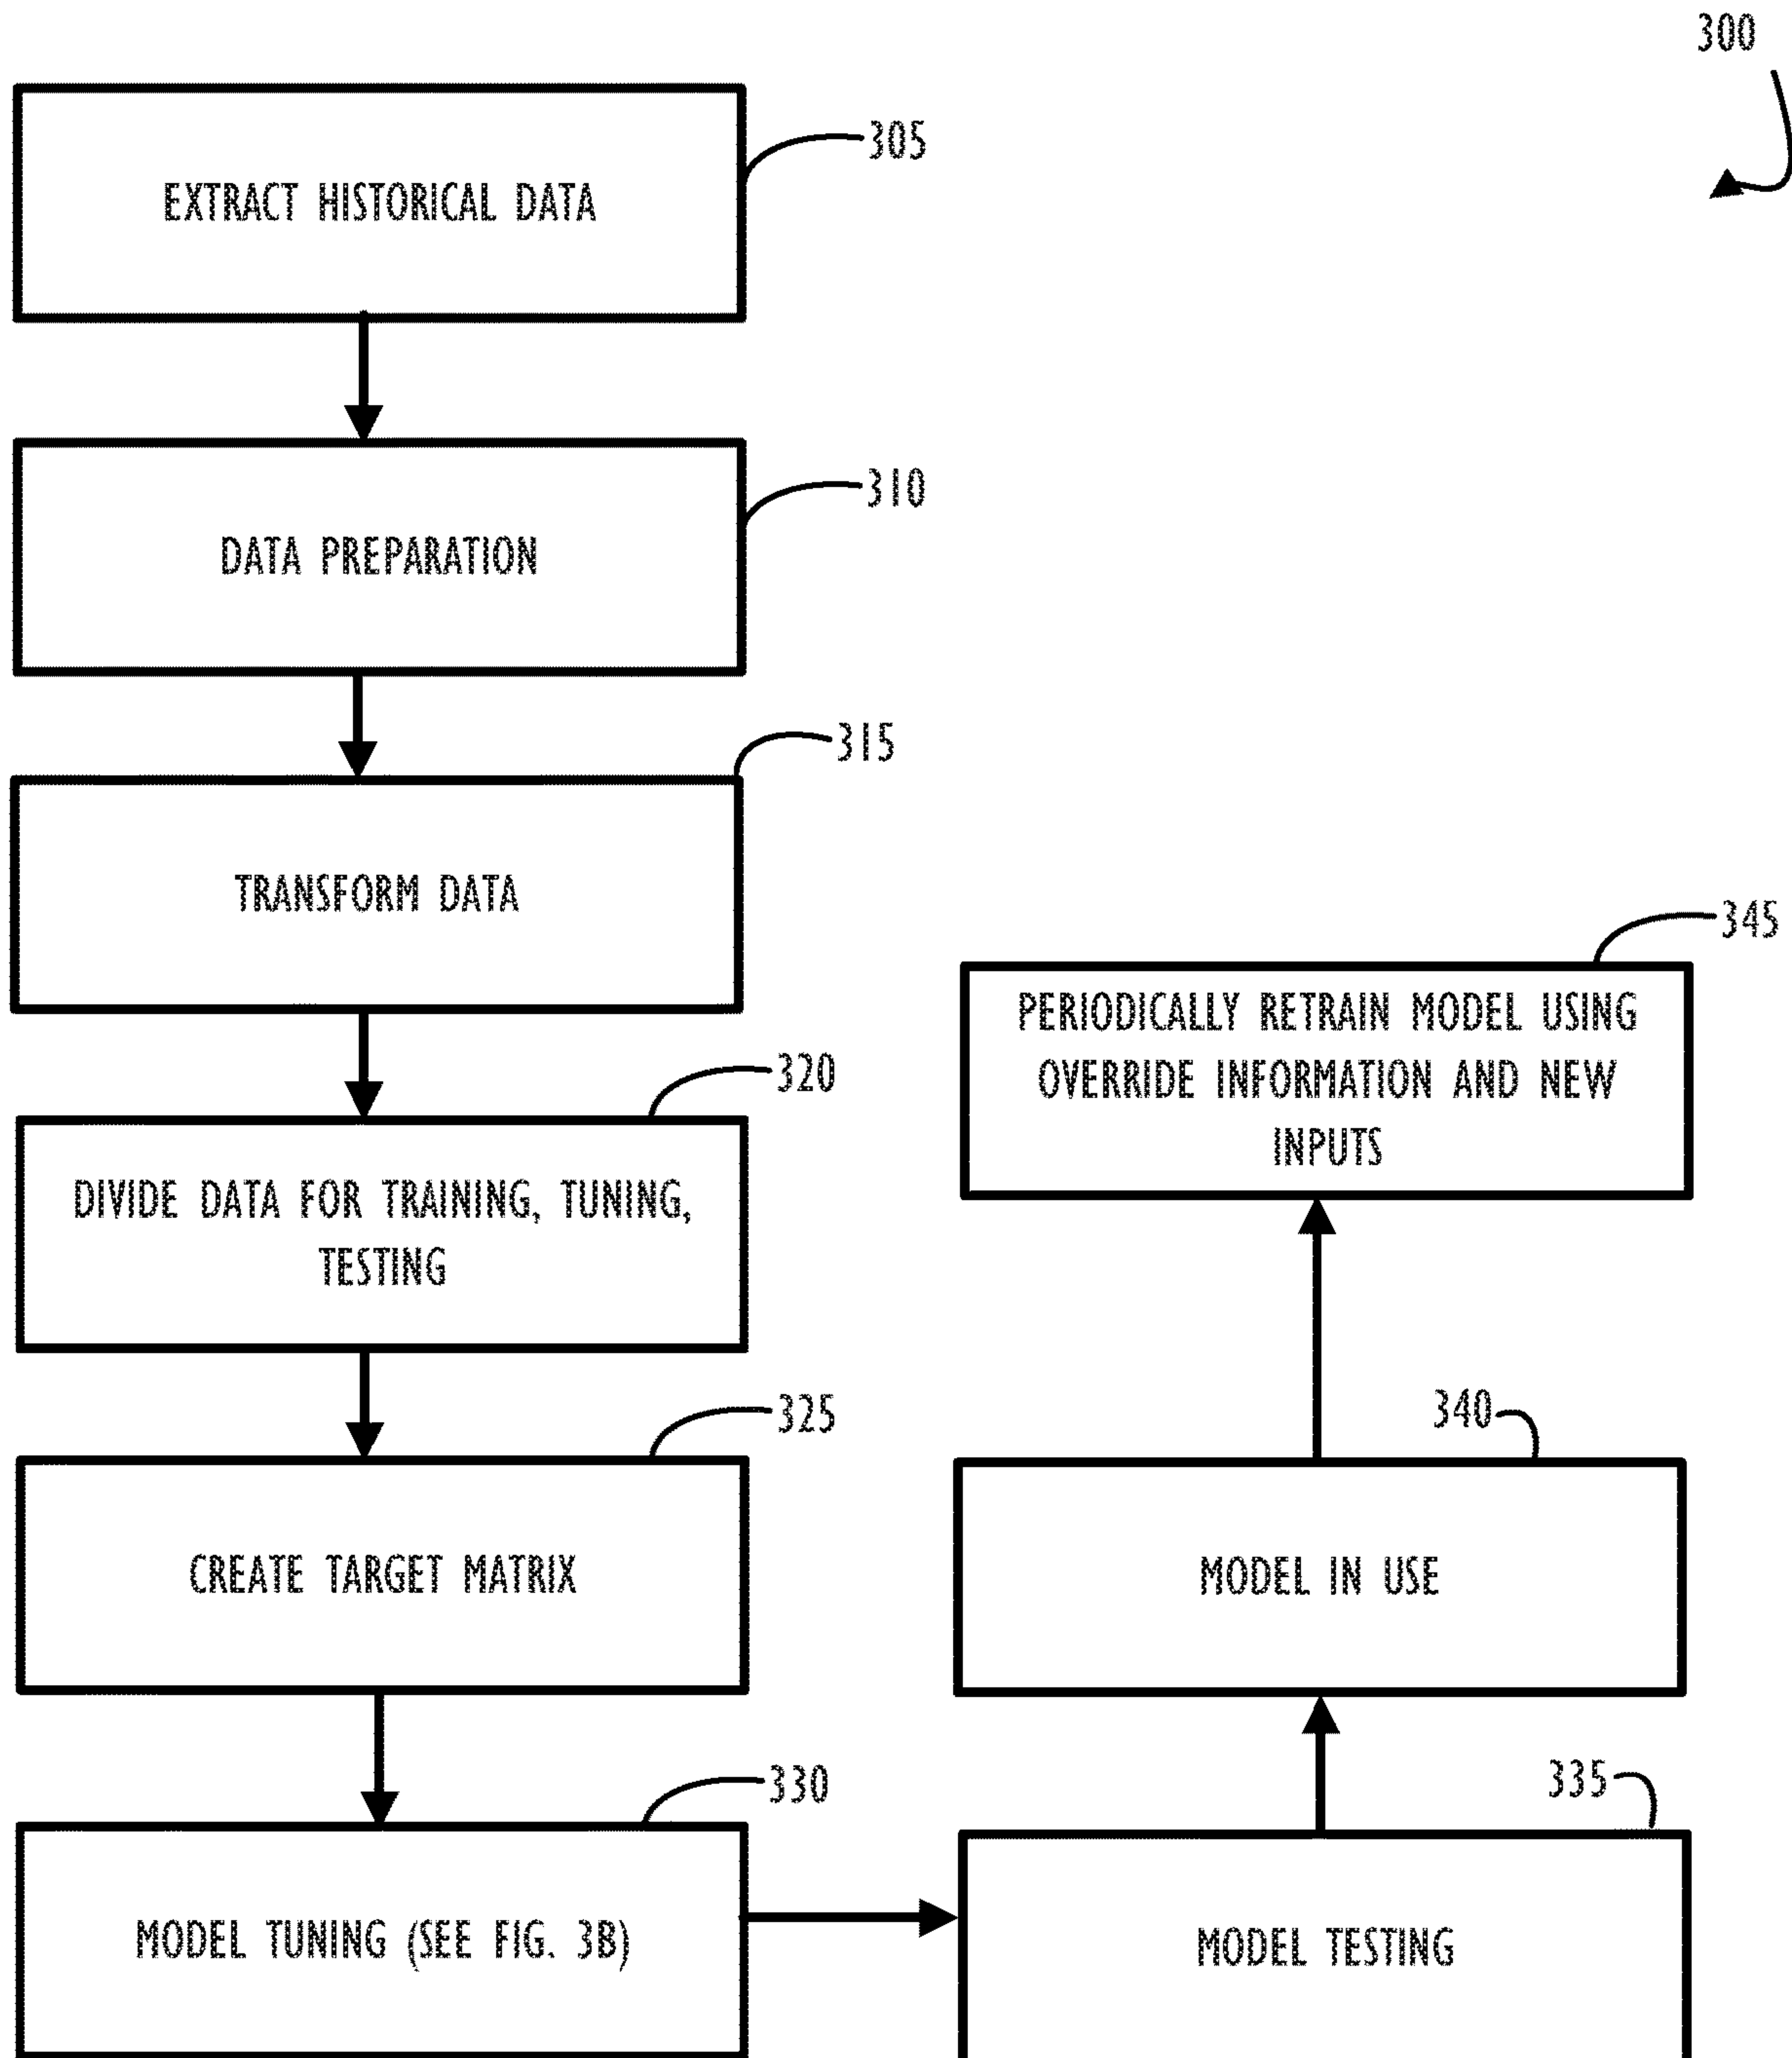 300
EXTRACT HISTORICAL DATA
305
DATA PREPARATION
310
TRANSFORM DATA
315
DIVIDE DATA FOR TRAINING, TUNING,
TESTING
320
CREATE TARGET MATRIX
325
MODEL TUNING (SEE FIG. 3B)
330
MODEL TESTING
335
MODEL IN USE
340
PERIODICALLY RETRAIN MODEL USING
OVERRIDE INFORMATION AND NEW
INPUTS
345